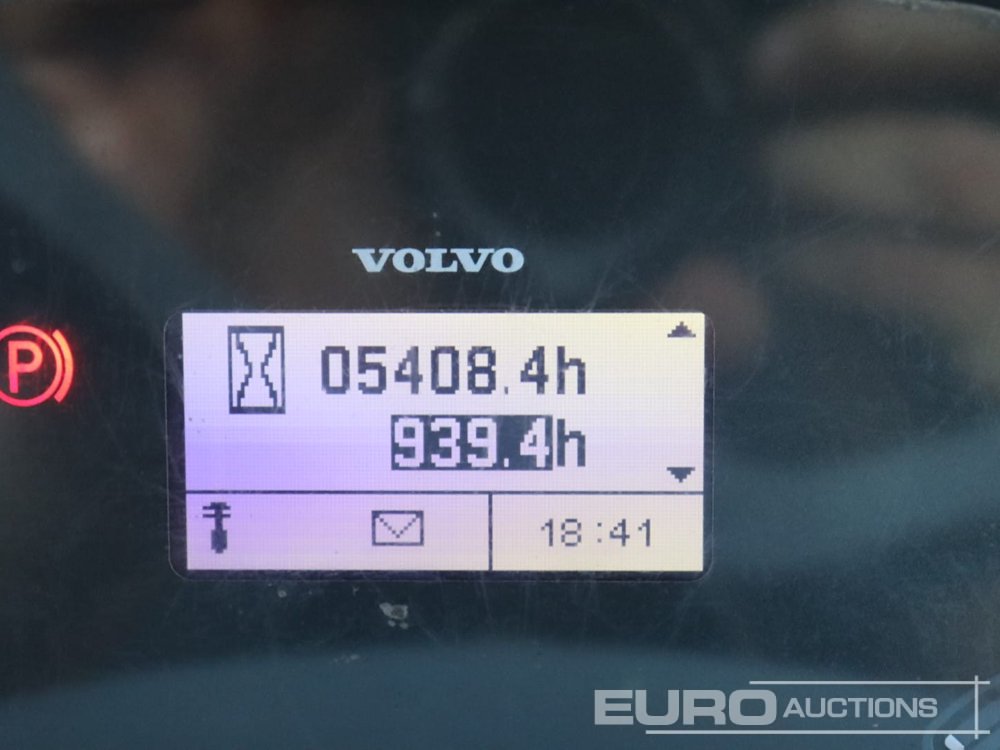 VOLVO
P
05408.4h
939.4h
18:41
EURO AUCTIONS